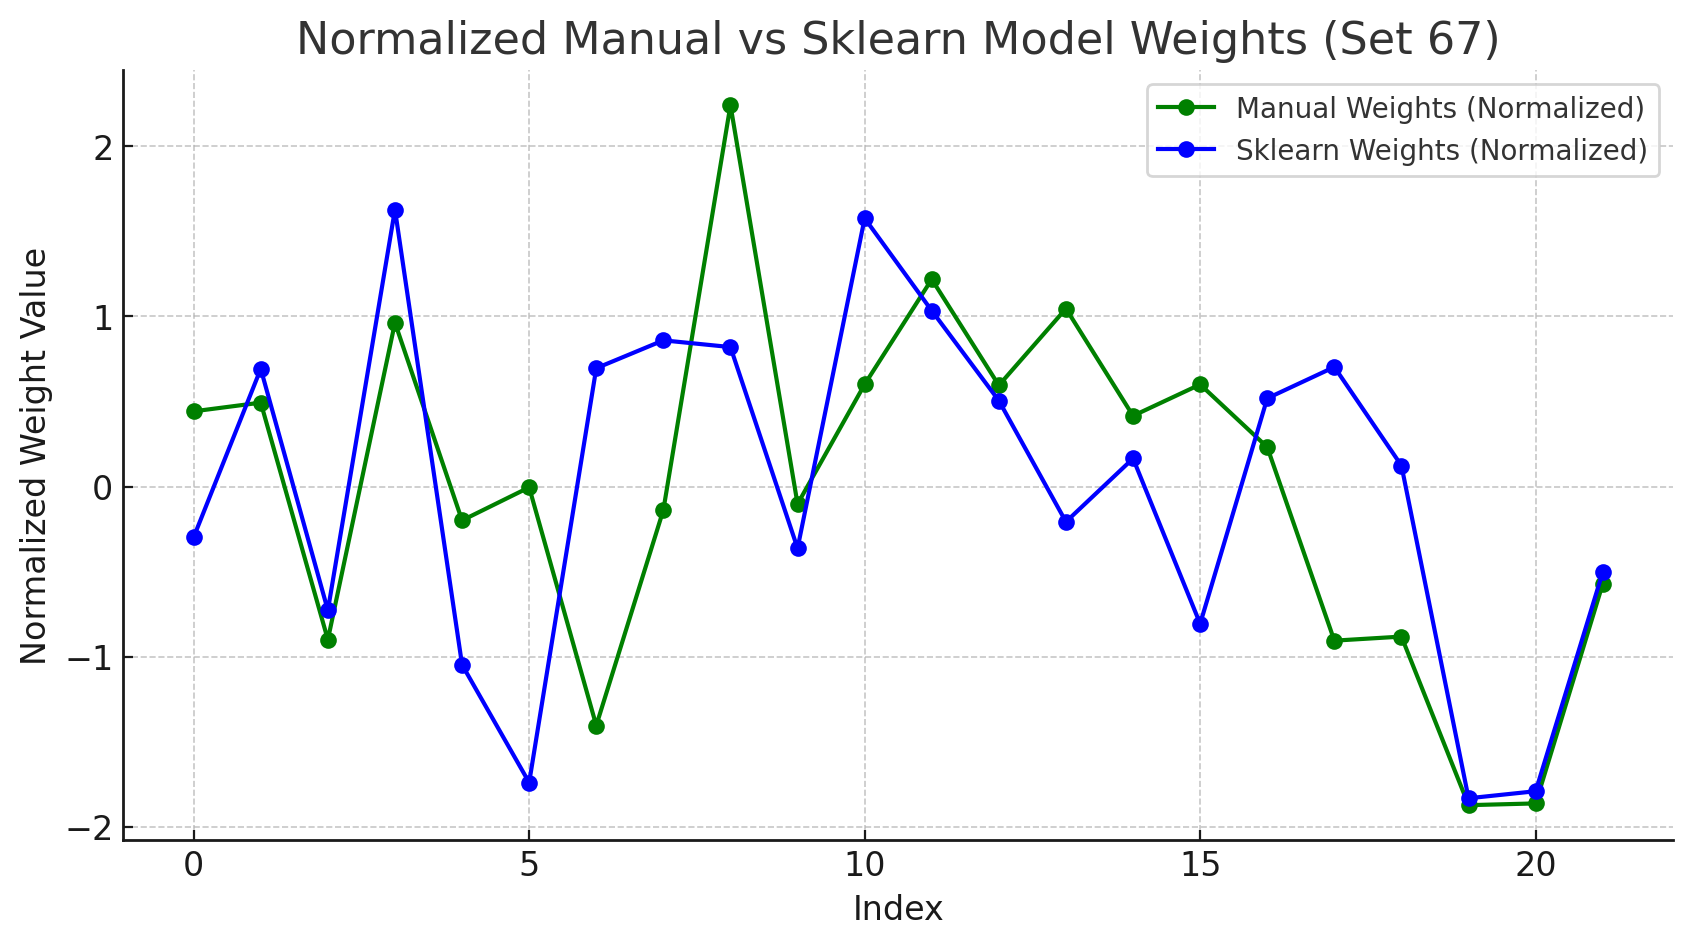 Normalized Manual vs Sklearn Model Weights (Set 67)
Manual Weights (Normalized)
Sklearn Weights (Normalized)
Normalized Weight Value
2
1
0
−1
−2
0
5
10
15
20
Index